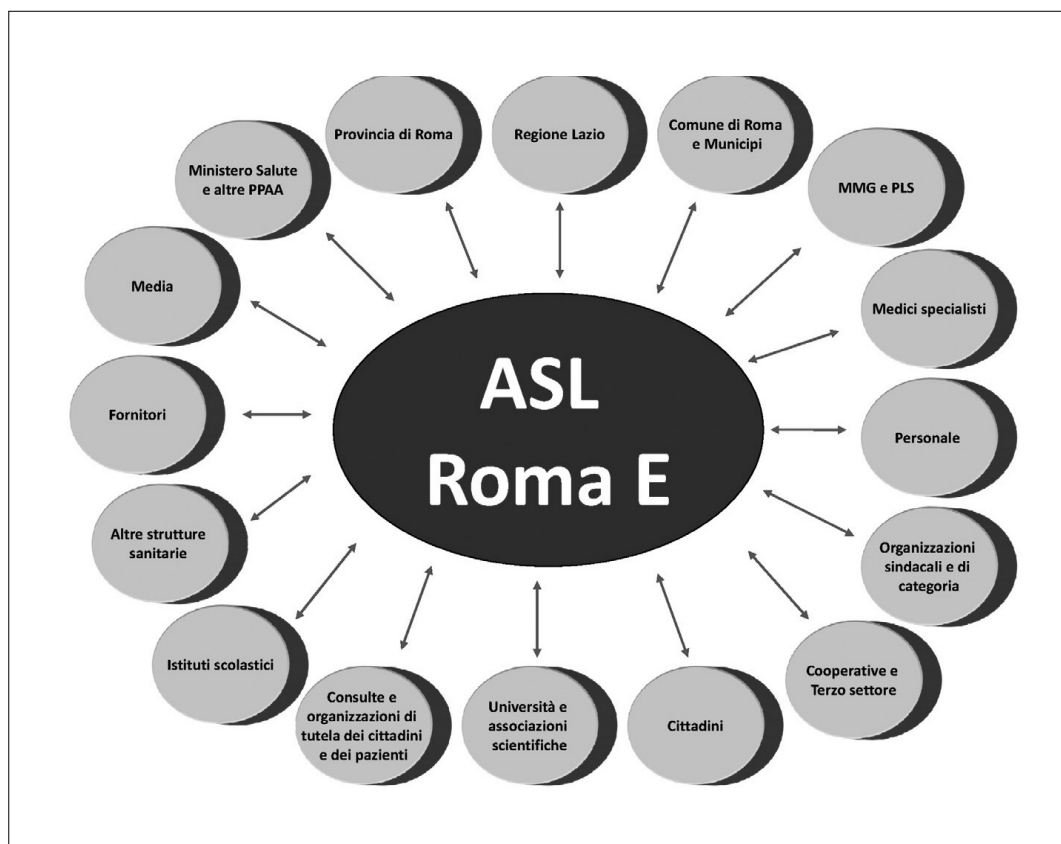 Provincia di Roma
Regione Lazio
Comune di Roma
e Municipi
Ministero Salute
e altre PPAA
MMG e PLS
Media
Medici specialisti
ASL
Roma E
Fornitori
Personale
Altre strutture
sanitarie
Organizzazioni
sindacali e di
categoria
Istituti scolastici
Cooperative e
Terzo settore
Consulte e
organizzazioni di
tutela dei cittadini
e dei pazienti
Università e
associazioni
scientifiche
Cittadini